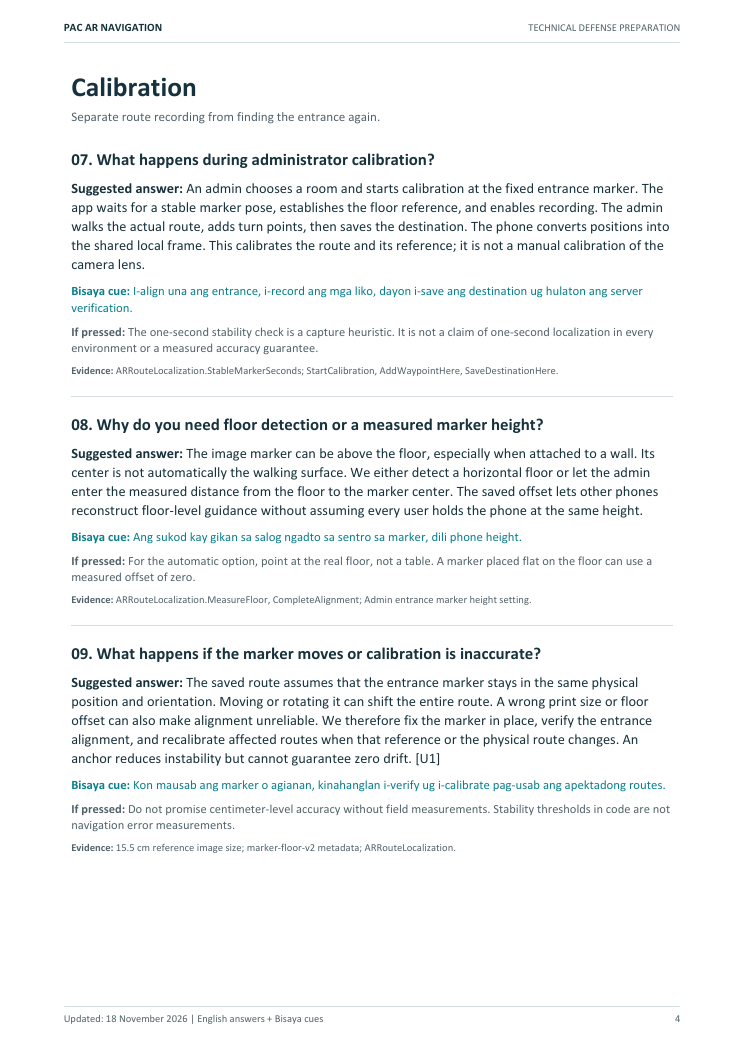 PAC AR NAVIGATION
TECHNICAL DEFENSE PREPARATION
Calibration
Separate route recording from finding the entrance again.
07. What happens during administrator calibration?
Suggested answer: An admin chooses a room and starts calibration at the fixed entrance marker. The
app waits for a stable marker pose, establishes the floor reference, and enables recording. The admin
walks the actual route, adds turn points, then saves the destination. The phone converts positions into
the shared local frame. This calibrates the route and its reference; it is not a manual calibration of the
camera lens.
Bisaya cue: I-align una ang entrance, i-record ang mga liko, dayon i-save ang destination ug hulaton ang server
verification.
If pressed: The one-second stability check is a capture heuristic. It is not a claim of one-second localization in every
environment or a measured accuracy guarantee.
Evidence: ARRouteLocalization.StableMarkerSeconds; StartCalibration, AddWaypointHere, SaveDestinationHere.
08. Why do you need floor detection or a measured marker height?
Suggested answer: The image marker can be above the floor, especially when attached to a wall. Its
center is not automatically the walking surface. We either detect a horizontal floor or let the admin
enter the measured distance from the floor to the marker center. The saved offset lets other phones
reconstruct floor-level guidance without assuming every user holds the phone at the same height.
Bisaya cue: Ang sukod kay gikan sa salog ngadto sa sentro sa marker, dili phone height.
If pressed: For the automatic option, point at the real floor, not a table. A marker placed flat on the floor can use a
measured offset of zero.
Evidence: ARRouteLocalization.MeasureFloor, CompleteAlignment; Admin entrance marker height setting.
09. What happens if the marker moves or calibration is inaccurate?
Suggested answer: The saved route assumes that the entrance marker stays in the same physical
position and orientation. Moving or rotating it can shift the entire route. A wrong print size or floor
offset can also make alignment unreliable. We therefore fix the marker in place, verify the entrance
alignment, and recalibrate affected routes when that reference or the physical route changes. An
anchor reduces instability but cannot guarantee zero drift. [U1]
Bisaya cue: Kon mausab ang marker o agianan, kinahanglan i-verify ug i-calibrate pag-usab ang apektadong routes.
If pressed: Do not promise centimeter-level accuracy without field measurements. Stability thresholds in code are not
navigation error measurements.
Evidence: 15.5 cm reference image size; marker-floor-v2 metadata; ARRouteLocalization.
Updated: 18 November 2026 | English answers + Bisaya cues
4